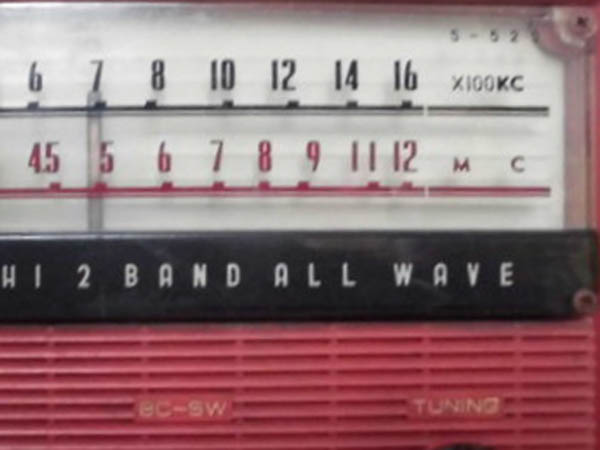 5-52
6 7 8 10 12 14 16 X100KC
4.5 5 6 7 8 9 11 12 MC
HI 2 BAND ALL WAVE
BC-SW TUNING